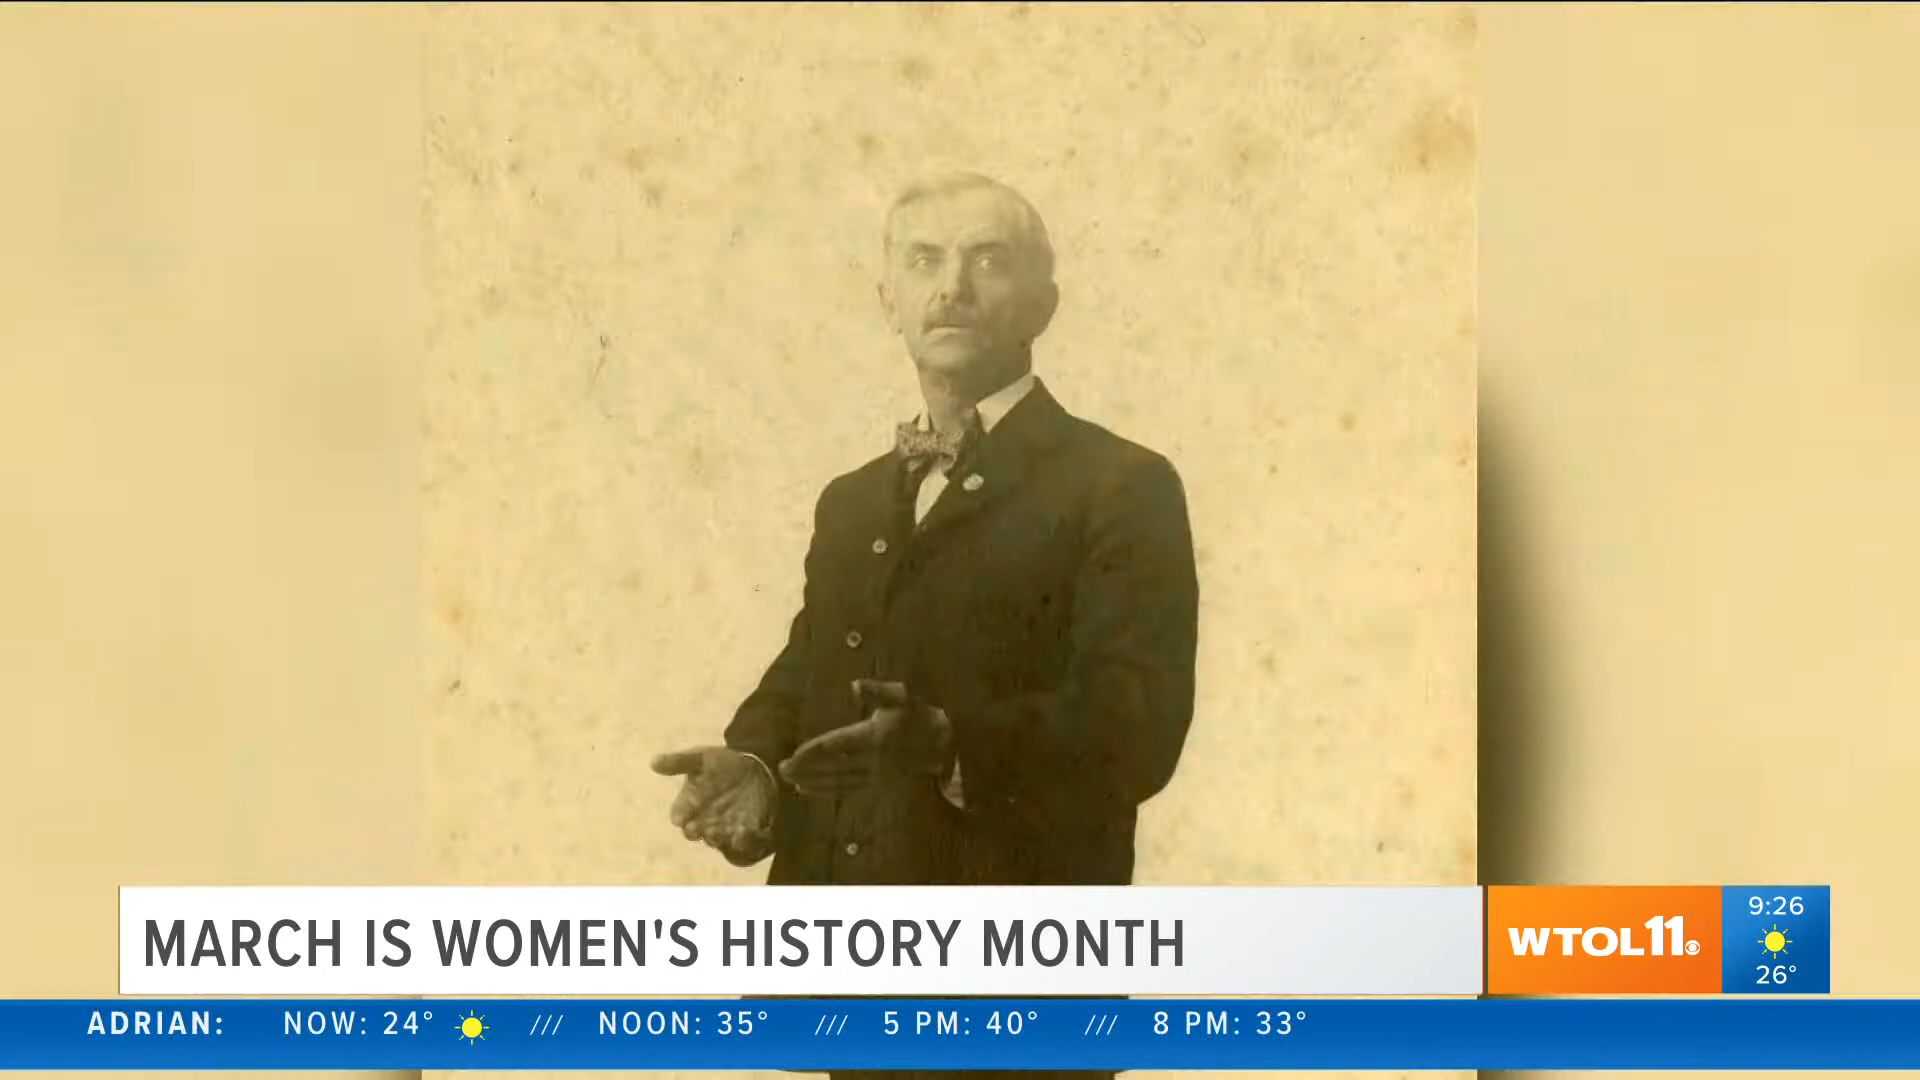 MARCH IS WOMEN'S HISTORY MONTH
WTOL11
9:26
26°
ADRIAN: NOW: 24° /// NOON: 35° /// 5 PM: 40° /// 8 PM: 33°